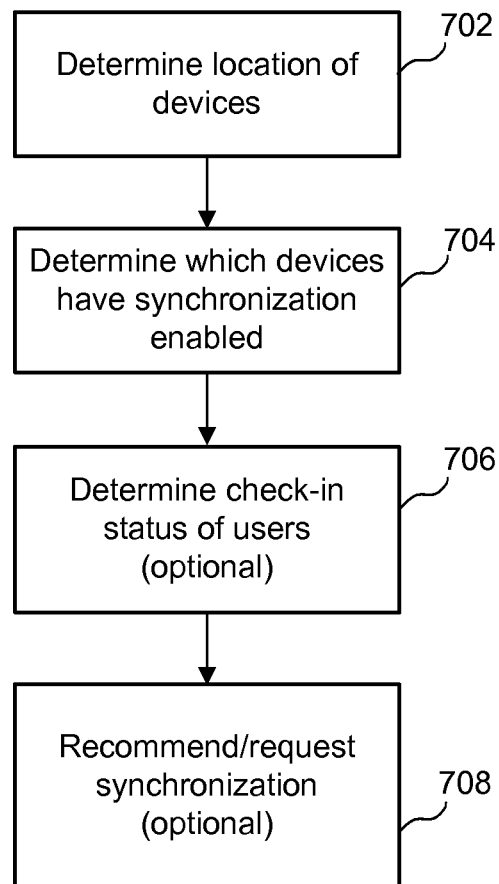 702
Determine location of
devices
704
Determine which devices
have synchronization
enabled
706
Determine check-in
status of users
(optional)
Recommend/request
synchronization
(optional)
708